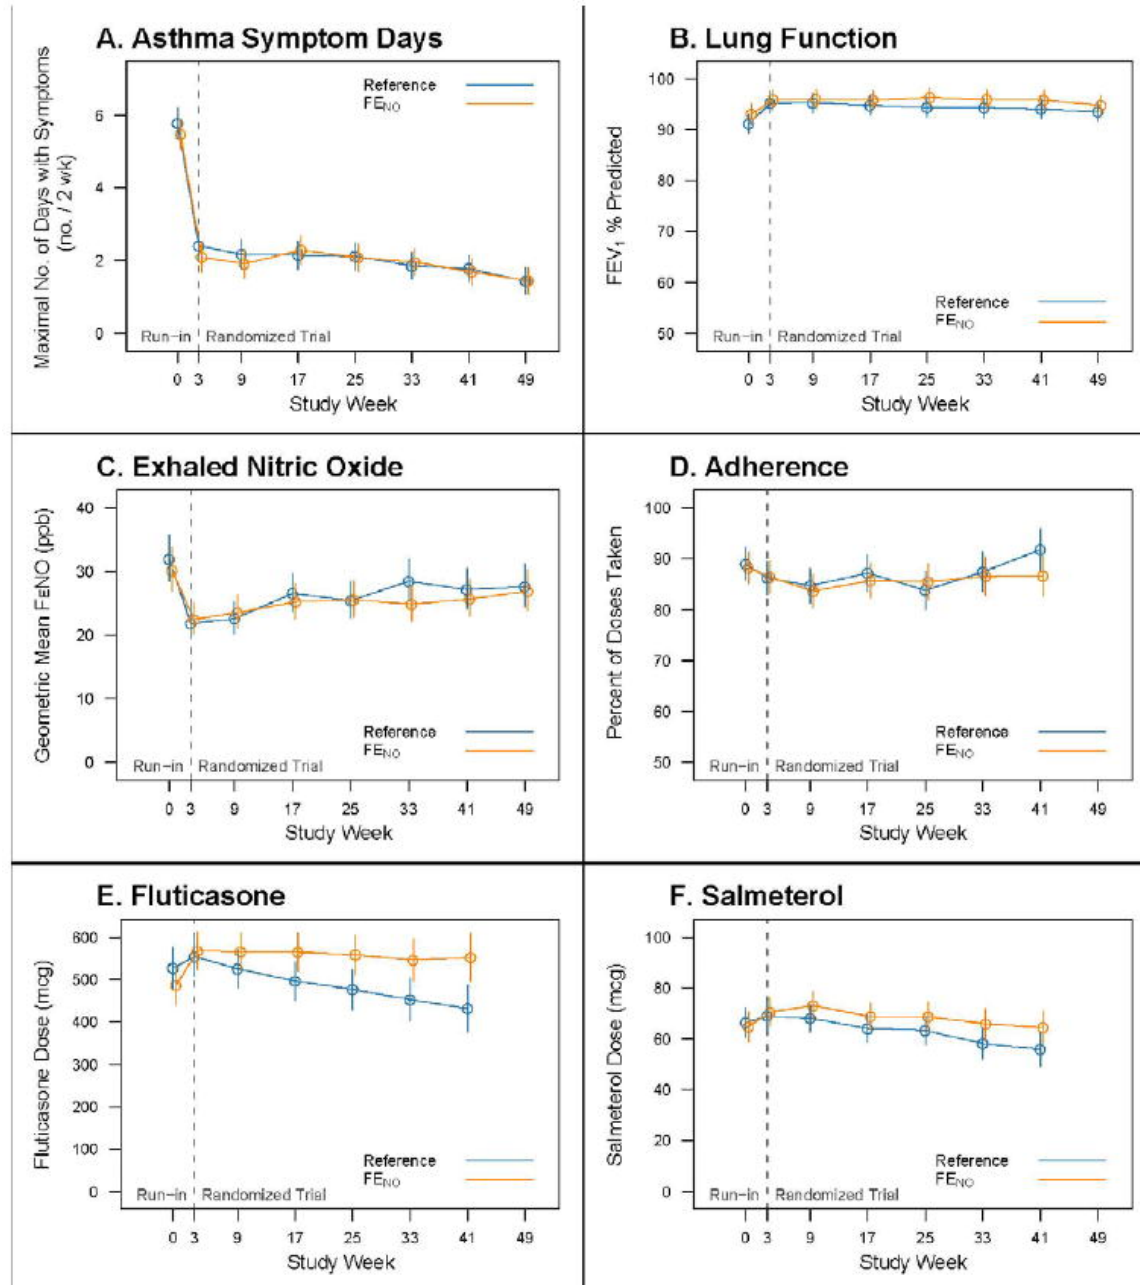 A. Asthma Symptom Days
Maximal No. of Days with Symptoms
(no. / 2 wk)
6
4
2
0
Reference
FENO
Run-in
Randomized Trial
0 3 9 17 25 33 41 49
Study Week
B. Lung Function
FEV1 % Predicted
100
90
80
70
60
50
Reference
FENO
Run-in
Randomized Trial
0 3 9 17 25 33 41 49
Study Week
C. Exhaled Nitric Oxide
Geometric Mean FENO (ppb)
40
30
20
10
0
Reference
FENO
Run-in
Randomized Trial
0 3 9 17 25 33 41 49
Study Week
D. Adherence
Percent of Doses Taken
100
90
80
90
70
60
50
Reference
FENO
Run-in
Randomized Trial
0 3 9 17 25 33 41 49
Study Week
E. Fluticasone
Fluticasone Dose (mcg)
600
500
400
300
200
100
0
Reference
FENO
Run-in
Randomized Trial
0 3 9 17 25 33 41 49
Study Week
F. Salmeterol
Salmeterol Dose (mcg)
100
80
60
40
20
0
Reference
FENO
Run-in
Randomized Trial
0 3 9 17 25 33 41 49
Study Week